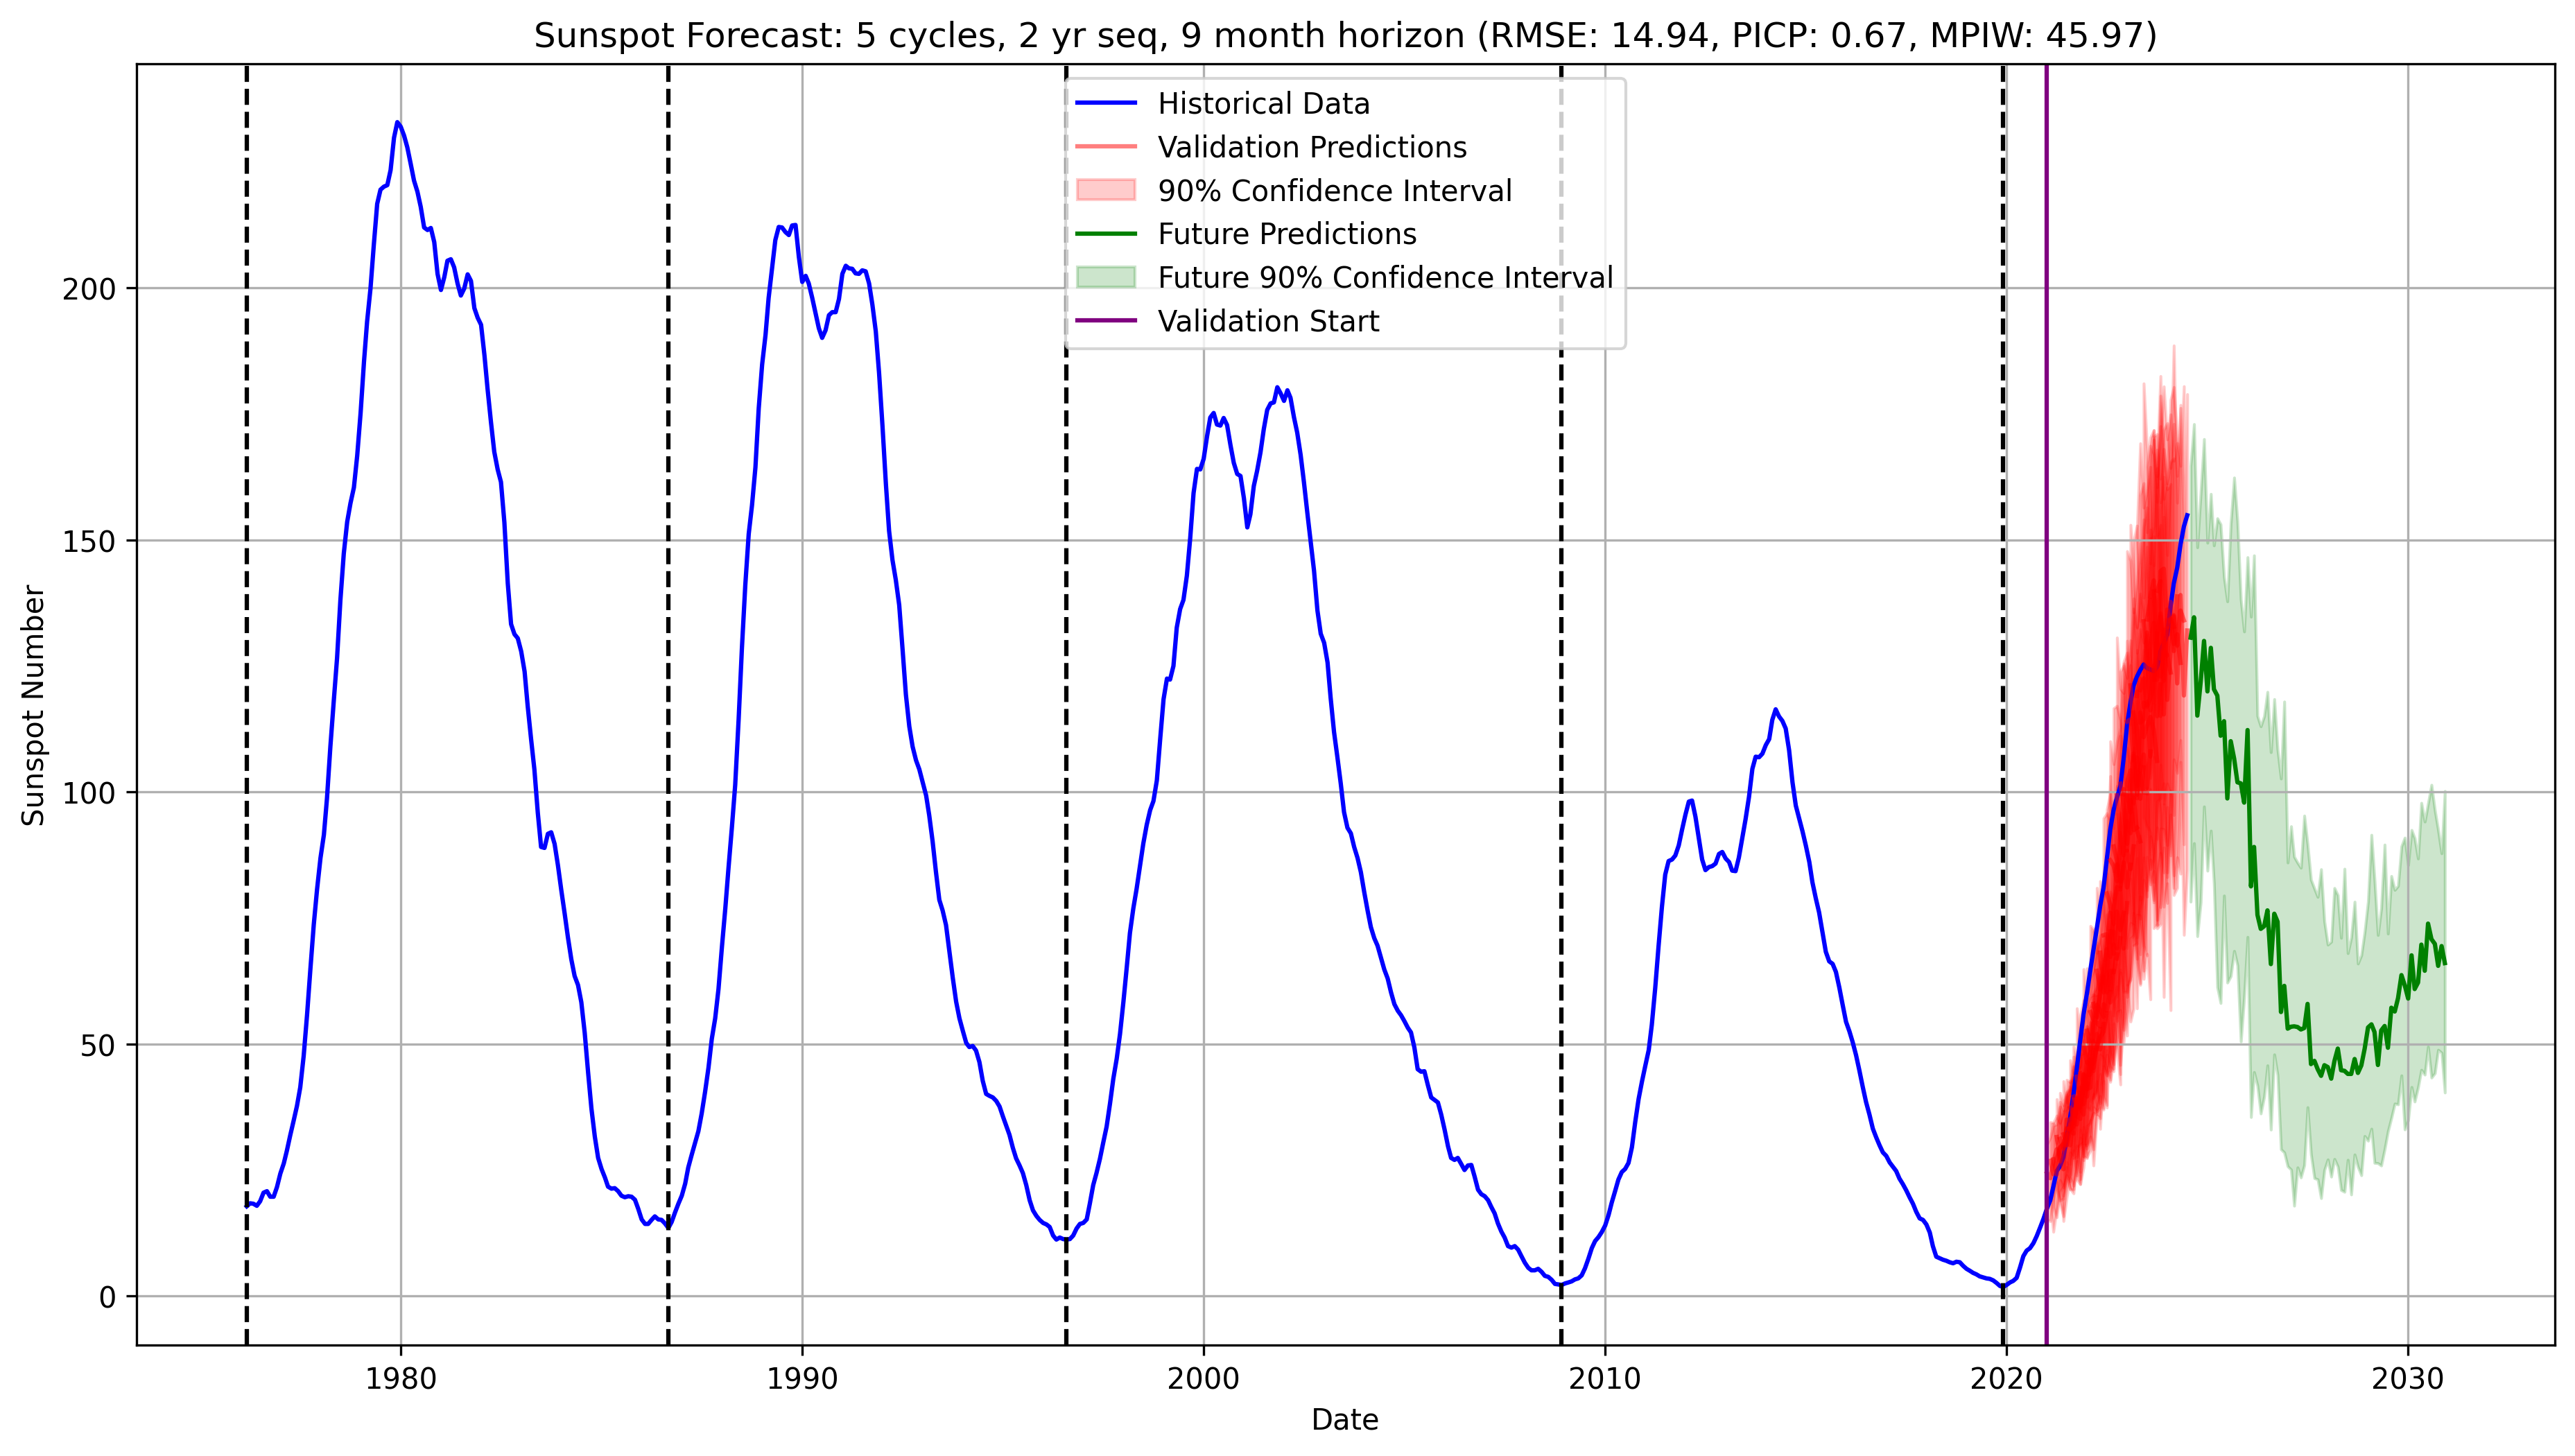 Sunspot Forecast: 5 cycles, 2 yr seq, 9 month horizon (RMSE: 14.94, PICP: 0.67, MPIW: 45.97)
Historical Data
Validation Predictions
90% Confidence Interval
Future Predictions
Future 90% Confidence Interval
Validation Start
Sunspot Number
200
150
100
50
0
1980
1990
2000
2010
2020
2030
Date